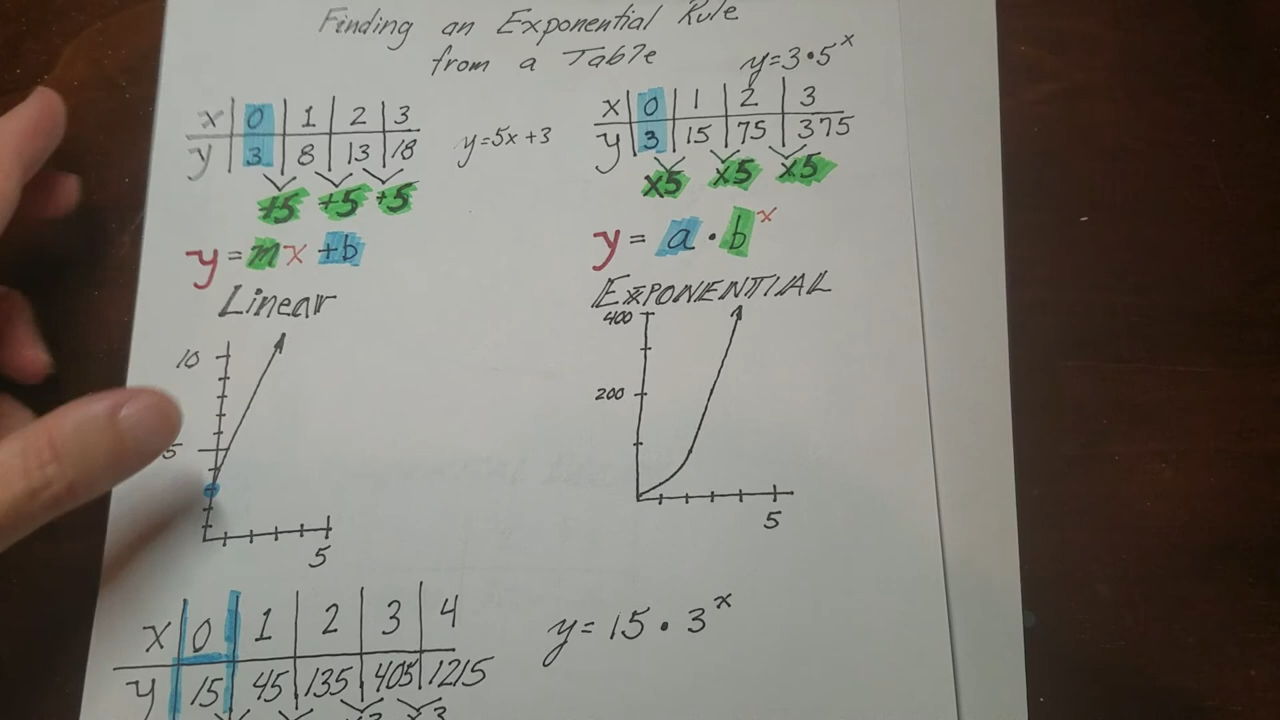 Finding an Exponential Rule
from a Table
x 0 1 2 3
y 3 8 13 18
+5 +5 +5
y=5x+3
y = mx +b
Linear
10
5
5
y=3•5^x
x 0 1 2 3
y 3 15 75 375
x5 x5 x5
y = a • b^x
EXPONENTIAL
400
200
5
x 0 1 2 3 4
y 15 45 135 405 1215
x3 x3
y= 15 • 3^x